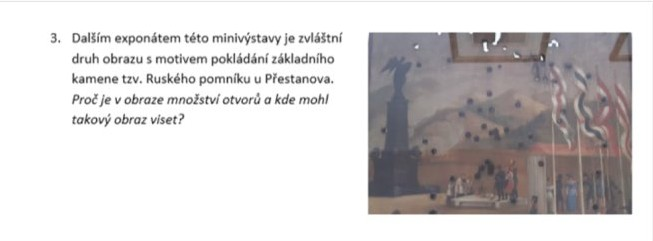 3. Dalším exponátem této minivýstavy je zvláštní
druh obrazu s motivem pokládání základního
kamene tzv. Ruského pomníku u Přestanova.
Proč je v obraze množství otvorů a kde mohl
takový obraz viset?